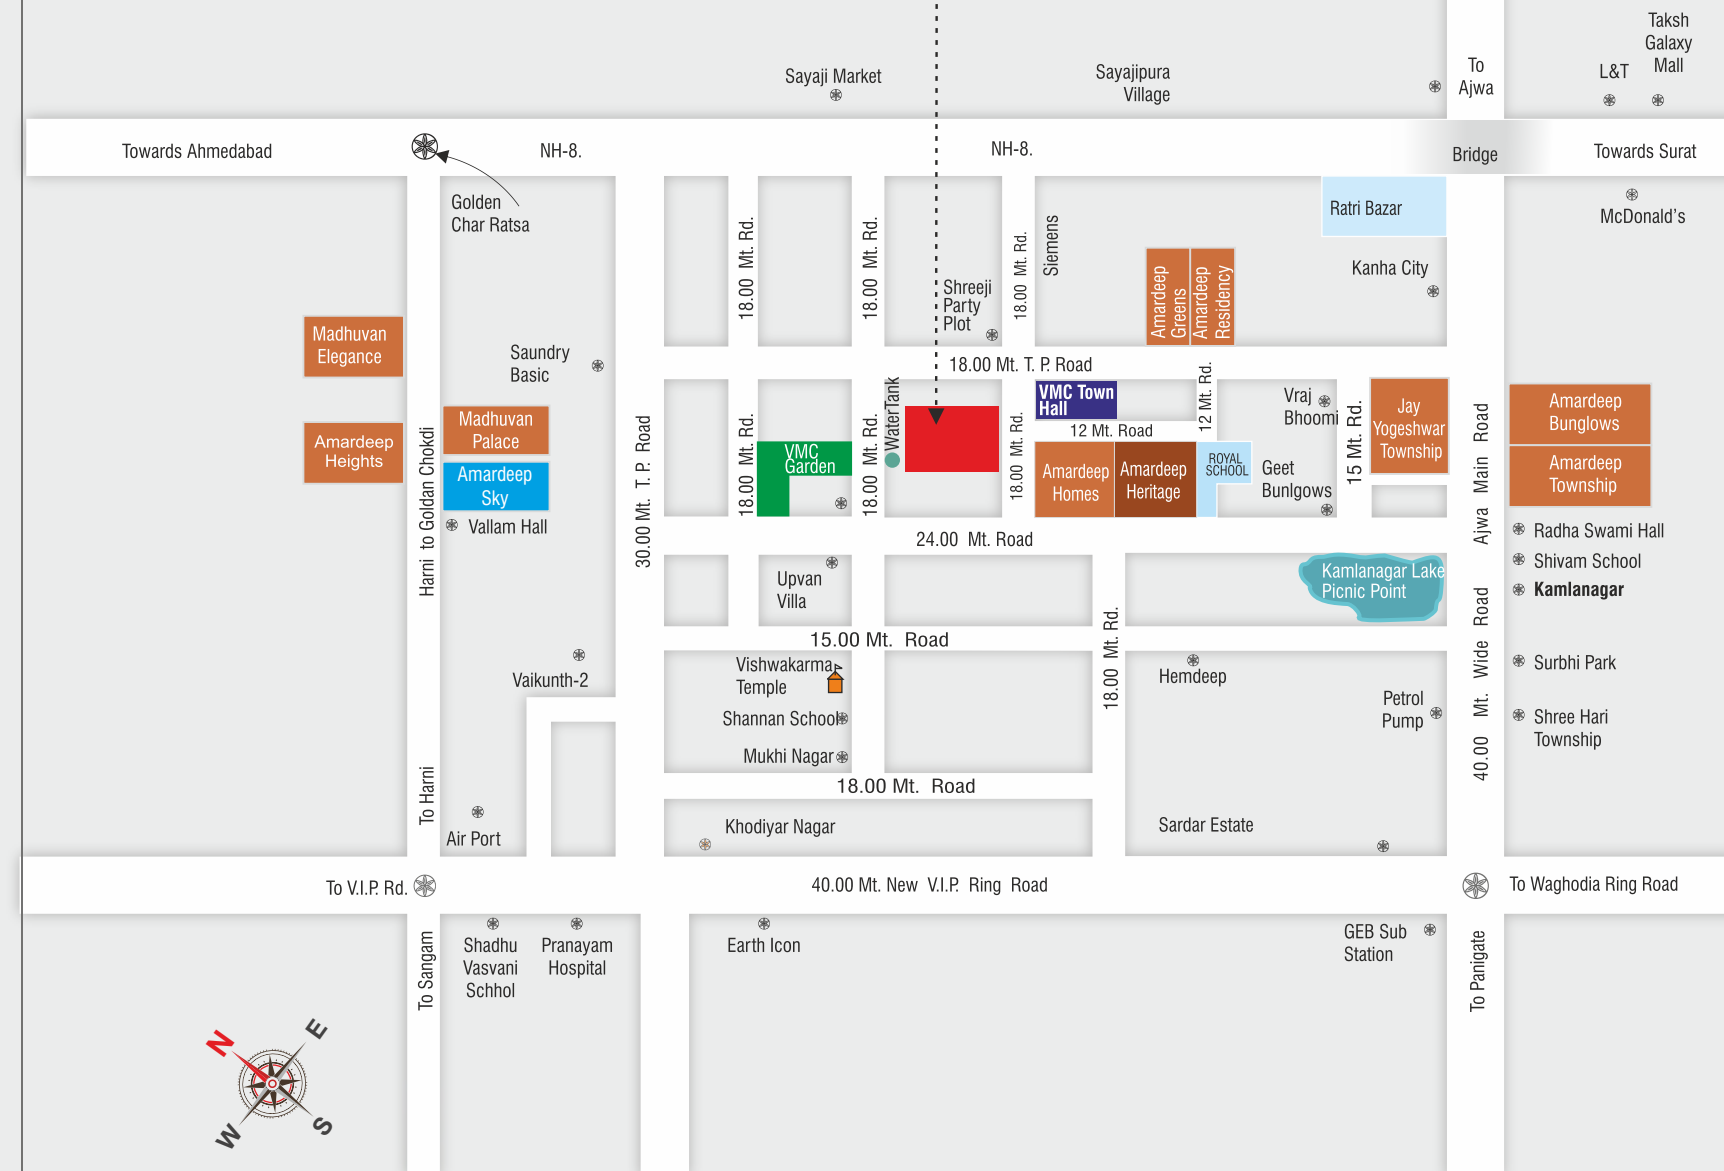 Taksh
Galaxy
Mall
L&T
To
Ajwa
Sayaji Market
Sayajipura
Village
Towards Ahmedabad
NH-8.
NH-8.
Bridge
Towards Surat
Golden
Char Ratsa
Ratri Bazar
McDonald's
18.00 Mt. Rd.
18.00 Mt. Rd.
18.00 Mt. Rd.
Siemens
Kanha City
Amardeep
Greens
Amardeep
Residency
Shreeji
Party
Plot
Madhuvan
Elegance
Saundry
Basic
18.00 Mt. T. P. Road
Madhuvan
Palace
Amardeep
Heights
Amardeep
Sky
Vallam Hall
Harni to Goldan Chokdi
30.00 Mt. T.P. Road
18.00 Mt. Rd.
VMC
Garden
18.00 Mt. Rd.
WaterTank
18.00 Mt. Rd.
VMC Town
Hall
12 Mt. Road
12 Mt. Rd.
Amardeep
Homes
Amardeep
Heritage
ROYAL
SCHOOL
Vraj
Bhoomi
Geet
Bunlgows
15 Mt. Rd.
Jay
Yogeshwar
Township
Ajwa Main Road
Amardeep
Bunglows
Amardeep
Township
Radha Swami Hall
Shivam School
Kamlanagar
24.00 Mt. Road
Upvan
Villa
Kamlanagar Lake
Picnic Point
15.00 Mt. Road
18.00 Mt. Rd.
40.00 Mt. Wide Road
Vaikunth-2
Vishwakarma
Temple
Shannan School
Mukhi Nagar
Hemdeep
Petrol
Pump
Surbhi Park
Shree Hari
Township
18.00 Mt. Road
To Harni
Air Port
Khodiyar Nagar
Sardar Estate
To V.I.P. Rd.
40.00 Mt. New V.I.P. Ring Road
To Waghodia Ring Road
To Sangam
Shadhu
Vasvani
Schhol
Pranayam
Hospital
Earth Icon
GEB Sub
Station
To Panigate
N
E
W
S